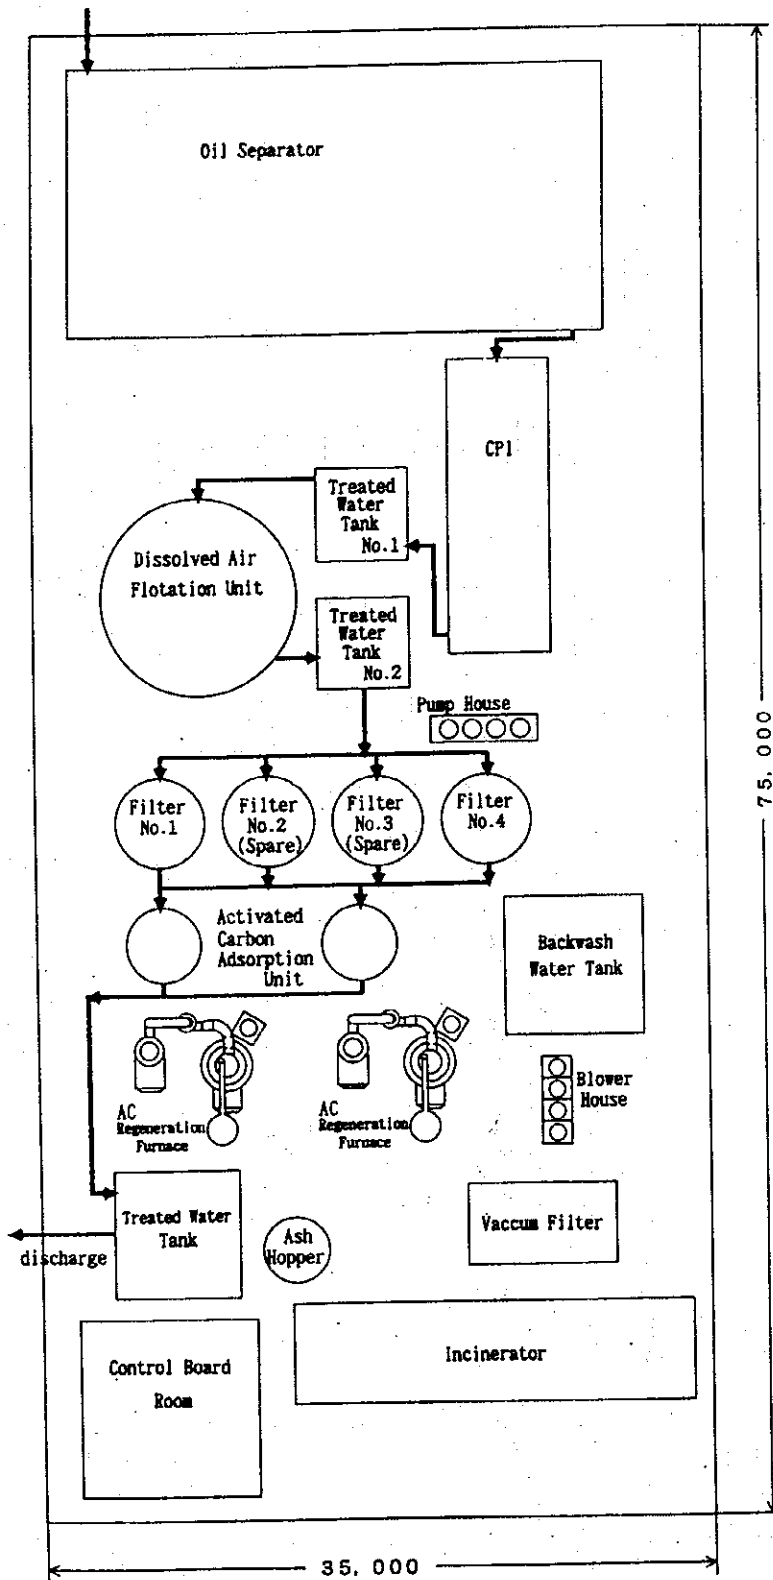 Oil Separator
CPI
Treated
Water
Tank
No.1
Dissolved Air
Flotation Unit
Treated
Water
Tank
No.2
Pump House
Filter
No.1
Filter
No.2
(Spare)
Filter
No.3
(Spare)
Filter
No.4
75,000
Activated
Carbon
Adsorption
Unit
Backwash
Water Tank
AC
Regeneration
Furnace
AC
Regeneration
Furnace
Blower
House
Treated Water
Tank
discharge
Ash
Hopper
Vaccum Filter
Control Board
Room
Incinerator
35,000